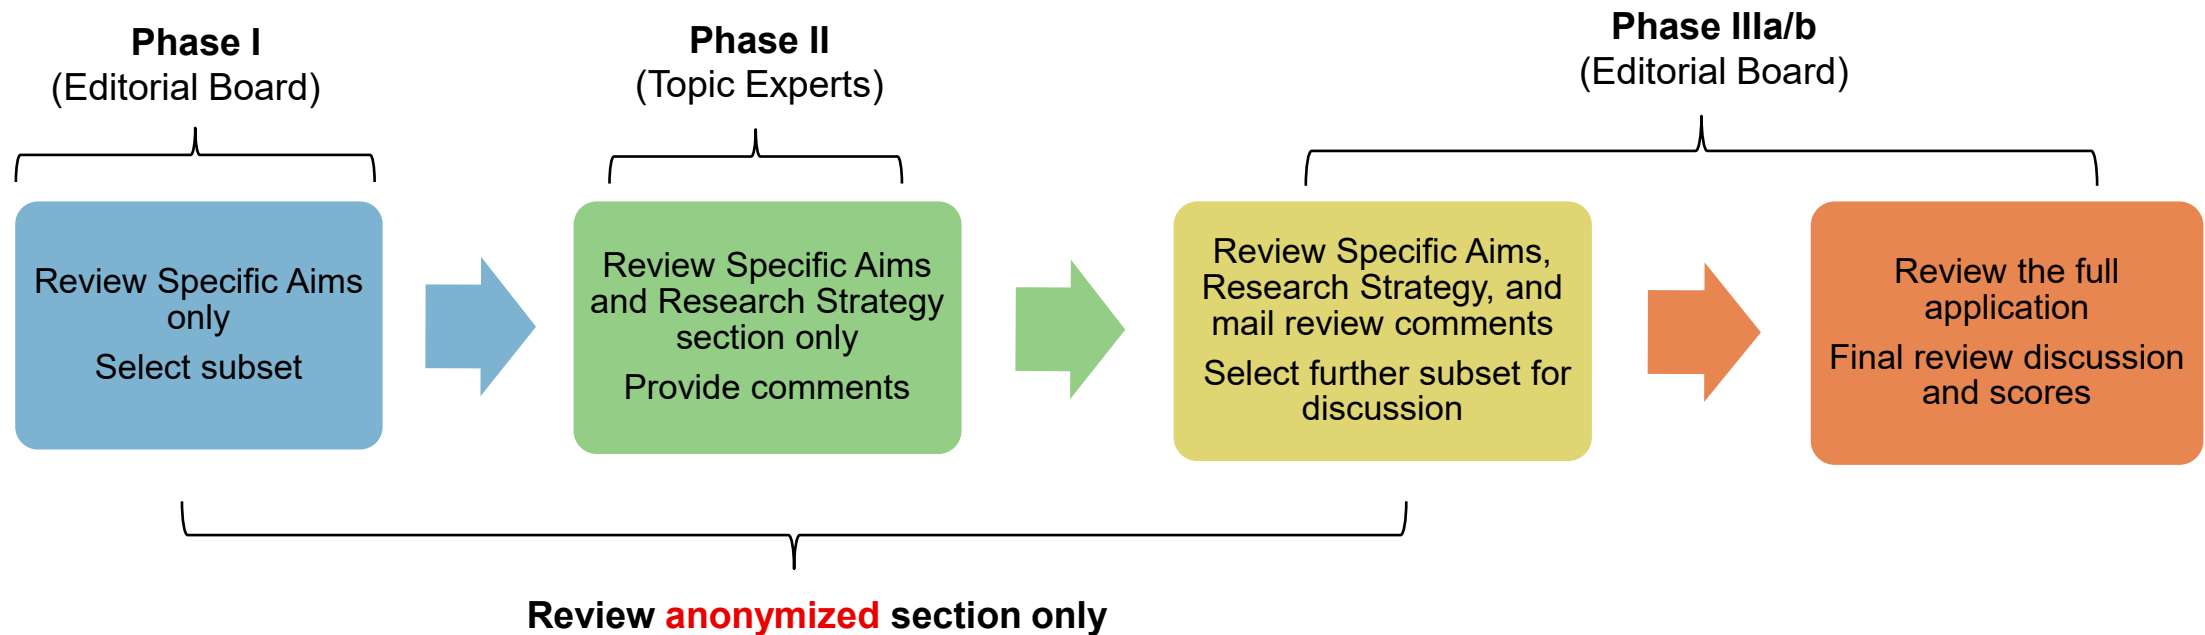 Phase I
(Editorial Board)
Phase II
(Topic Experts)
Phase IIIa/b
(Editorial Board)
Review Specific Aims
only
Select subset
Review Specific Aims
and Research Strategy
section only
Provide comments
Review Specific Aims,
Research Strategy, and
mail review comments
Select further subset for
discussion
Review the full
application
Final review discussion
and scores
Review anonymized section only